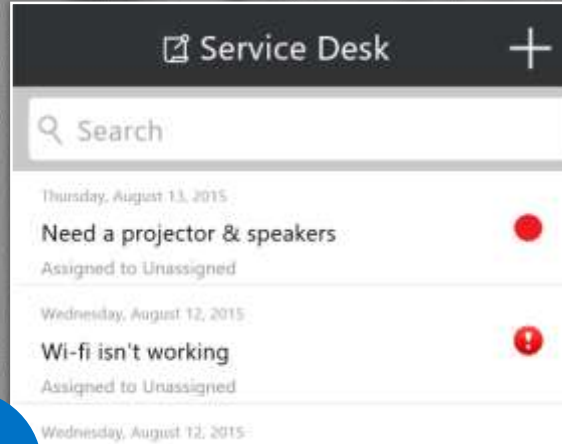 Service Desk
Search
Thursday, August 13, 2015
Need a projector & speakers
Assigned to Unassigned
Wednesday, August 12, 2015
Wi-fi isn't working
Assigned to Unassigned
Wednesday, August 12, 2015